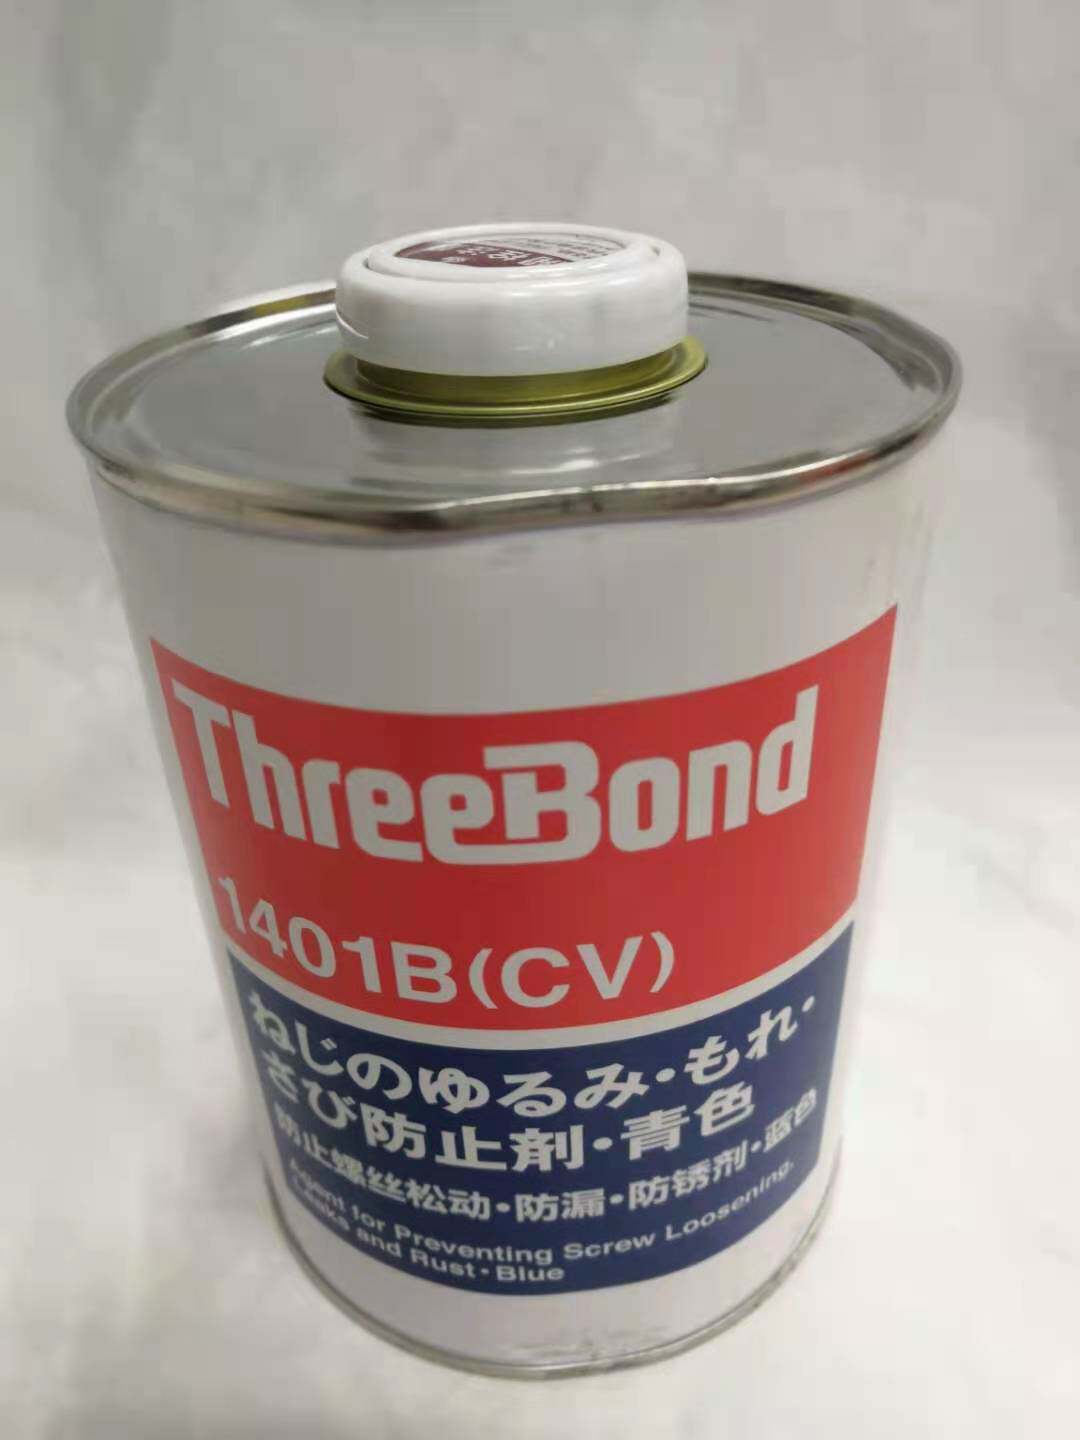 ThreeBond
1401B(CV)
ねじのゆるみ・もれ・
さび防止剤・青色
防止螺丝松动・防漏・防锈剂・蓝色
Agent for Preventing Screw Loosening,
Leaks and Rust・Blue